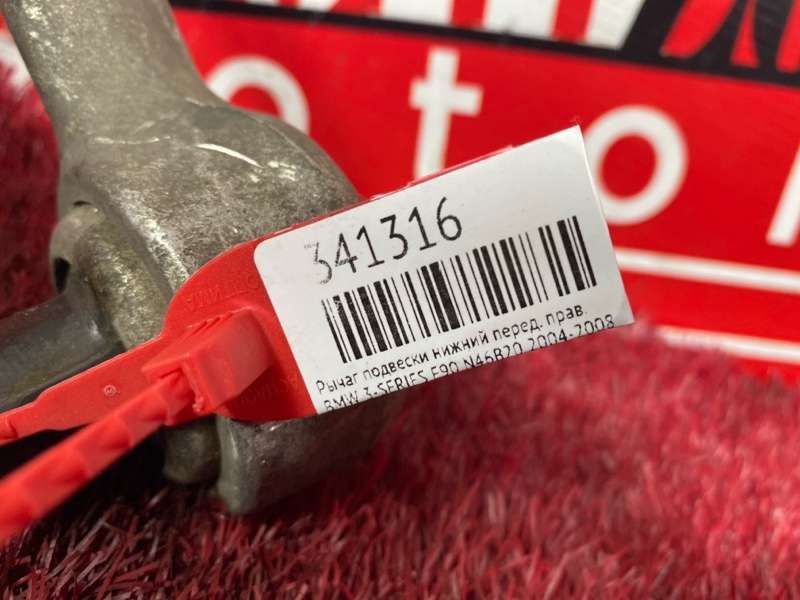 oto
341316
Рычаг подвески нижний перед. прав.
BMW 3-SERIES E90 N46B20 2004-2008